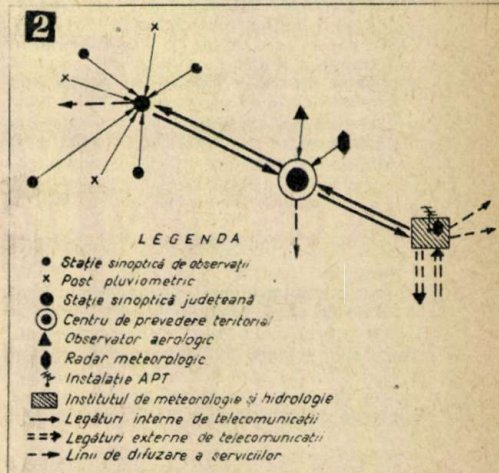 2
LEGENDA
Stație sinoptică de observații
Post pluviometric
Stație sinoptică județeană
Centru de prevedere teritorial
Observator aerologic
Radar meteorologic
Instalație APT
Institutul de meteorologie și hidrologie
Legături interne de telecomunicații
Legături externe de telecomunicații
Linii de difuzare a serviciilor